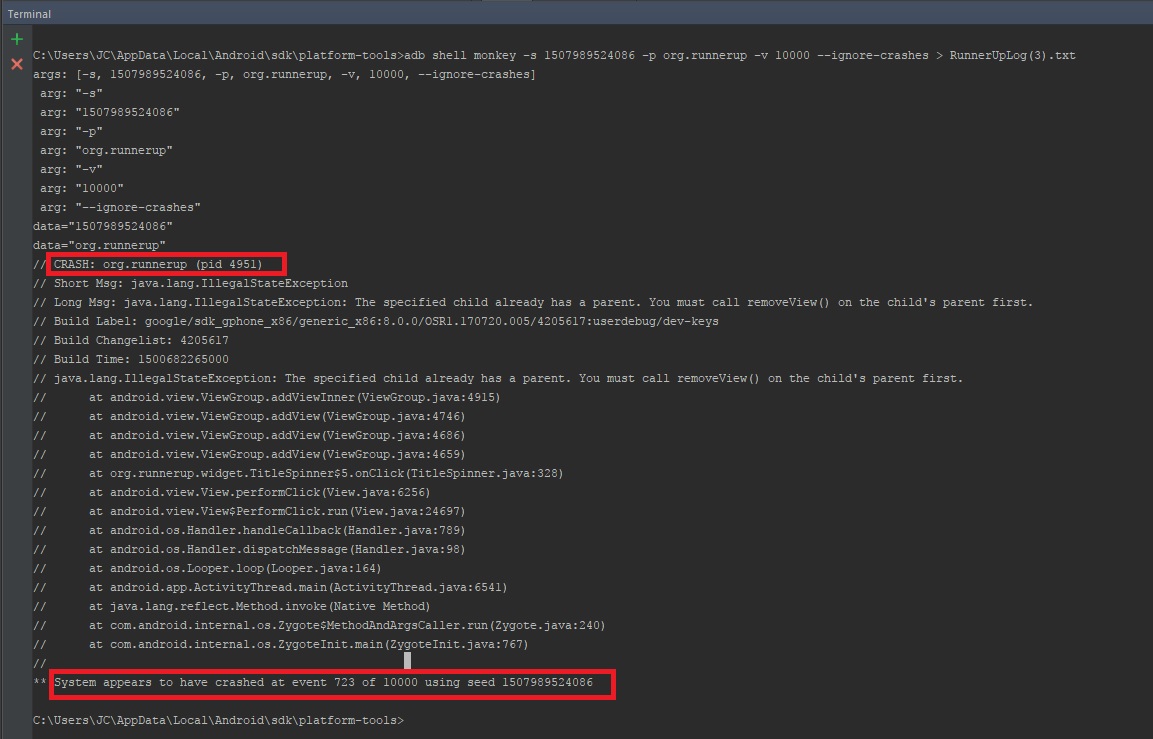 Terminal
C:\Users\JC\AppData\Local\Android\sdk\platform-tools>adb shell monkey -s 1507989524086 -p org.runnerup -v 10000 --ignore-crashes > RunnerUpLog(3).txt
args: [-s, 1507989524086, -p, org.runnerup, -v, 10000, --ignore-crashes]
arg: "-s"
arg: "1507989524086"
arg: "-p"
arg: "org.runnerup"
arg: "-v"
arg: "10000"
arg: "--ignore-crashes"
data="1507989524086"
data="org.runnerup"
// CRASH: org.runnerup (pid 4951)
// Short Msg: java.lang.IllegalStateException
// Long Msg: java.lang.IllegalStateException: The specified child already has a parent. You must call removeView() on the child's parent first.
// Build Label: google/sdk_gphone_x86/generic_x86:8.0.0/OSR1.170720.005/4205617:userdebug/dev-keys
// Build Changelist: 4205617
// Build Time: 1500682265000
// java.lang.IllegalStateException: The specified child already has a parent. You must call removeView() on the child's parent first.
//      at android.view.ViewGroup.addViewInner(ViewGroup.java:4915)
//      at android.view.ViewGroup.addView(ViewGroup.java:4746)
//      at android.view.ViewGroup.addView(ViewGroup.java:4686)
//      at android.view.ViewGroup.addView(ViewGroup.java:4659)
//      at org.runnerup.widget.TitleSpinner$5.onClick(TitleSpinner.java:328)
//      at android.view.View.performClick(View.java:6256)
//      at android.view.View$PerformClick.run(View.java:24697)
//      at android.os.Handler.handleCallback(Handler.java:789)
//      at android.os.Handler.dispatchMessage(Handler.java:98)
//      at android.os.Looper.loop(Looper.java:164)
//      at android.app.ActivityThread.main(ActivityThread.java:6541)
//      at java.lang.reflect.Method.invoke(Native Method)
//      at com.android.internal.os.Zygote$MethodAndArgsCaller.run(Zygote.java:240)
//      at com.android.internal.os.ZygoteInit.main(ZygoteInit.java:767)
//
** System appears to have crashed at event 723 of 10000 using seed 1507989524086
C:\Users\JC\AppData\Local\Android\sdk\platform-tools>